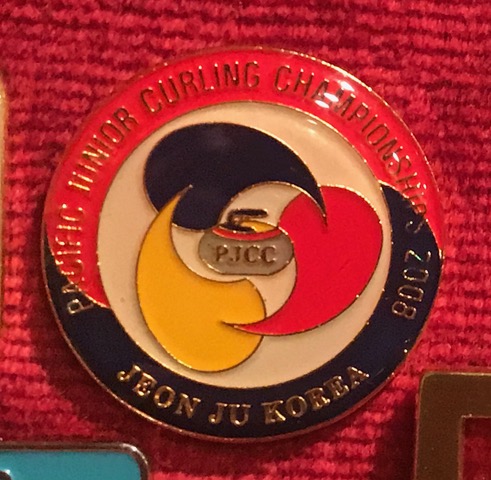 PACIFIC JUNIOR CURLING CHAMPIONSHIPS 2008
PJCC
JEON JU KOREA